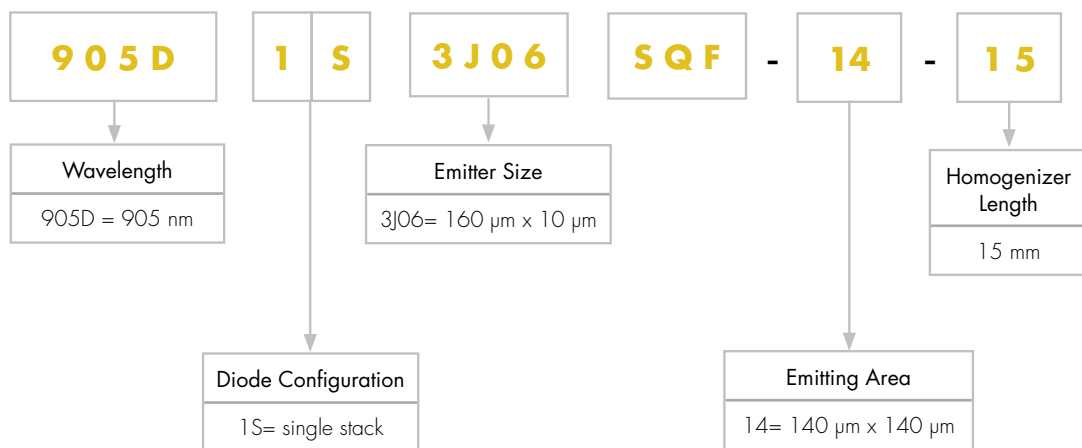 905D 1 S 3J06 SQF - 14 - 15
Wavelength
905D = 905 nm
Emitter Size
3J06= 160 µm x 10 µm
Homogenizer
Length
15 mm
Diode Configuration
1S= single stack
Emitting Area
14= 140 µm x 140 µm